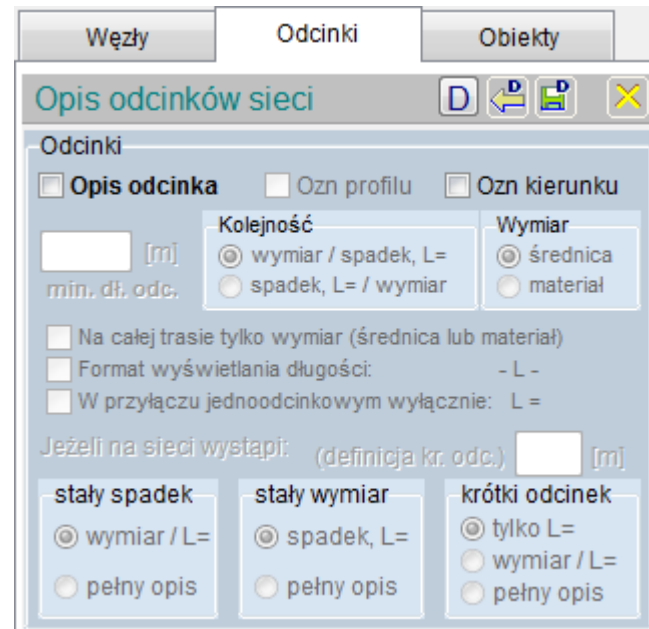 Węzły Odcinki Obiekty
Opis odcinków sieci D D D
Odcinki
Opis odcinka Ozn profilu Ozn kierunku
Kolejność Wymiar
[m] wymiar / spadek, L= średnica
min. dł. odc. spadek, L= / wymiar materiał
Na całej trasie tylko wymiar (średnica lub materiał)
Format wyświetlania długości: - L -
W przyłączu jednoodcinkowym wyłącznie: L =
Jeżeli na sieci wystąpi: (definicja kr. odc.) [m]
stały spadek stały wymiar krótki odcinek
wymiar / L= spadek, L= tylko L=
wymiar / L=
pełny opis pełny opis pełny opis